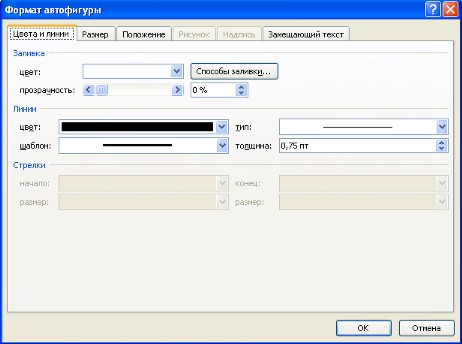 Формат автофигуры
Цвета и линии Размер Положение Рисунок Надпись Замещающий текст
Заливка
цвет: Способы заливки...
прозрачность: 0 %
Линии
цвет: тип:
шаблон: толщина: 0,75 пт
Стрелки
начало: конец:
размер: размер:
ОК Отмена